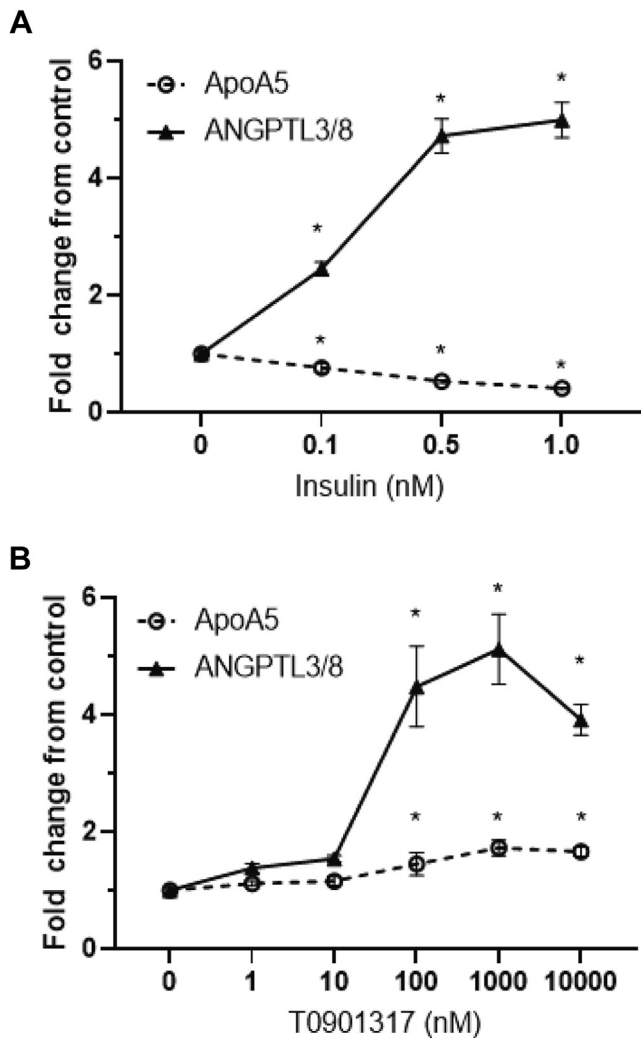 A
Fold change from control
6
4
2
0
ApoA5
ANGPTL3/8
*
*
*
*
*
*
0 0.1 0.5 1.0
Insulin (nM)
B
Fold change from control
6
4
2
0
ApoA5
ANGPTL3/8
*
*
*
*
*
*
0 1 10 100 1000 10000
T0901317 (nM)